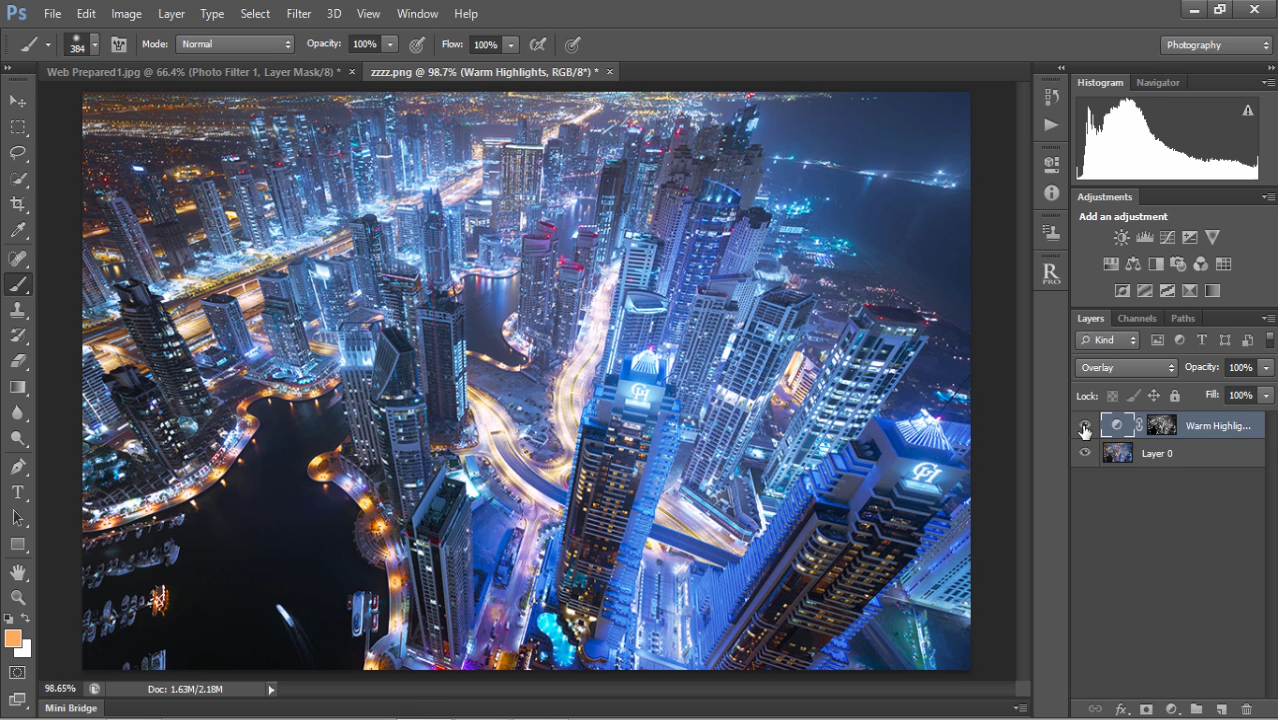 Ps File Edit Image Layer Type Select Filter 3D View Window Help
384 Mode: Normal Opacity: 100% Flow: 100% Photography
Web Prepared1.jpg @ 66.4% (Photo Filter 1, Layer Mask/8) * × zzzz.png @ 98.7% (Warm Highlights, RGB/8*) * ×
Histogram Navigator
Adjustments
Add an adjustment
R
Layers Channels Paths
Kind
Overlay Opacity: 100%
Lock: Fill: 100%
Warm Highlig...
Layer 0
T
98.65% Doc: 1.63M/2.18M
fx
Mini Bridge